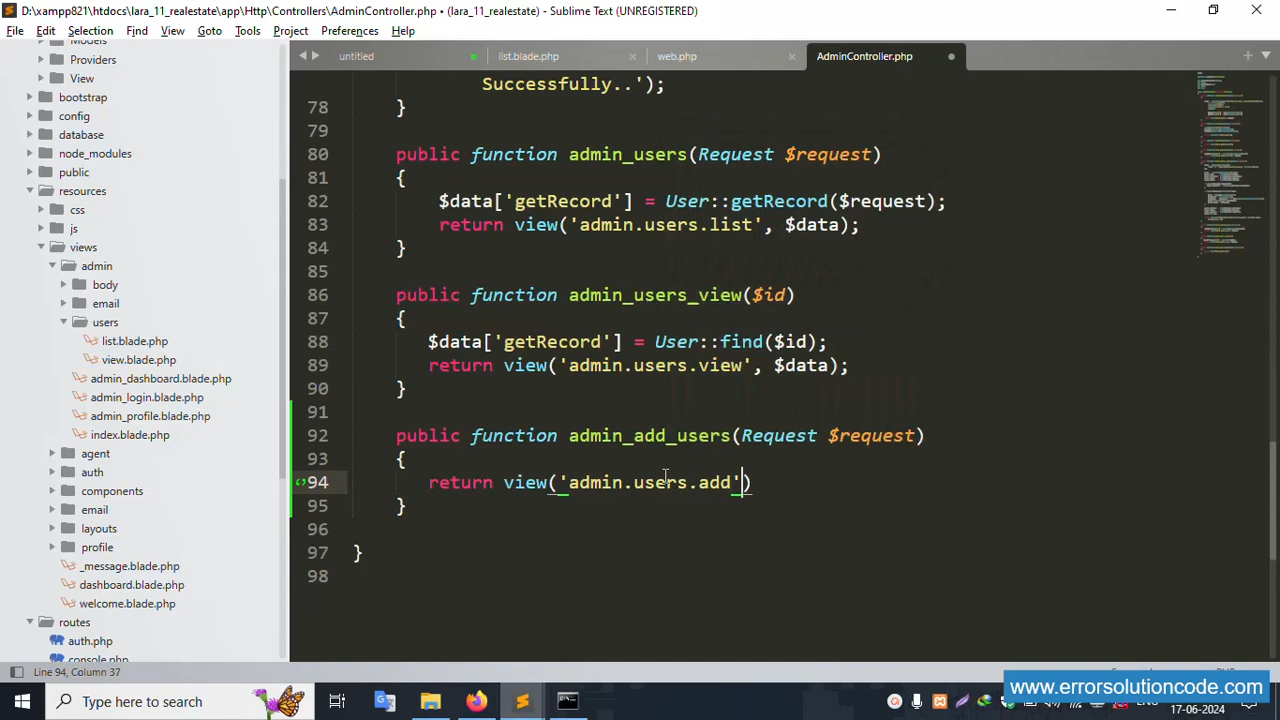 D:\xampp821\htdocs\lara_11_realestate\app\Http\Controllers\AdminController.php • (lara_11_realestate) - Sublime Text (UNREGISTERED)
File Edit Selection Find View Goto Tools Project Preferences Help
untitled list.blade.php web.php AdminController.php
Models
Providers
View
bootstrap
config
database
node_modules
public
resources
css
js
views
admin
body
email
users
list.blade.php
view.blade.php
admin_dashboard.blade.php
admin_login.blade.php
admin_profile.blade.php
index.blade.php
agent
auth
components
email
layouts
profile
_message.blade.php
dashboard.blade.php
welcome.blade.php
routes
auth.php
console.php
Successfully..');
78 }
79
80 public function admin_users(Request $request)
81 {
82 $data['getRecord'] = User::getRecord($request);
83 return view('admin.users.list', $data);
84 }
85
86 public function admin_users_view($id)
87 {
88 $data['getRecord'] = User::find($id);
89 return view('admin.users.view', $data);
90 }
91
92 public function admin_add_users(Request $request)
93 {
94 return view('admin.users.add')
95 }
96
97 }
98
Line 94, Column 37
www.errorsolutioncode.com
Type here to search
17-06-2024